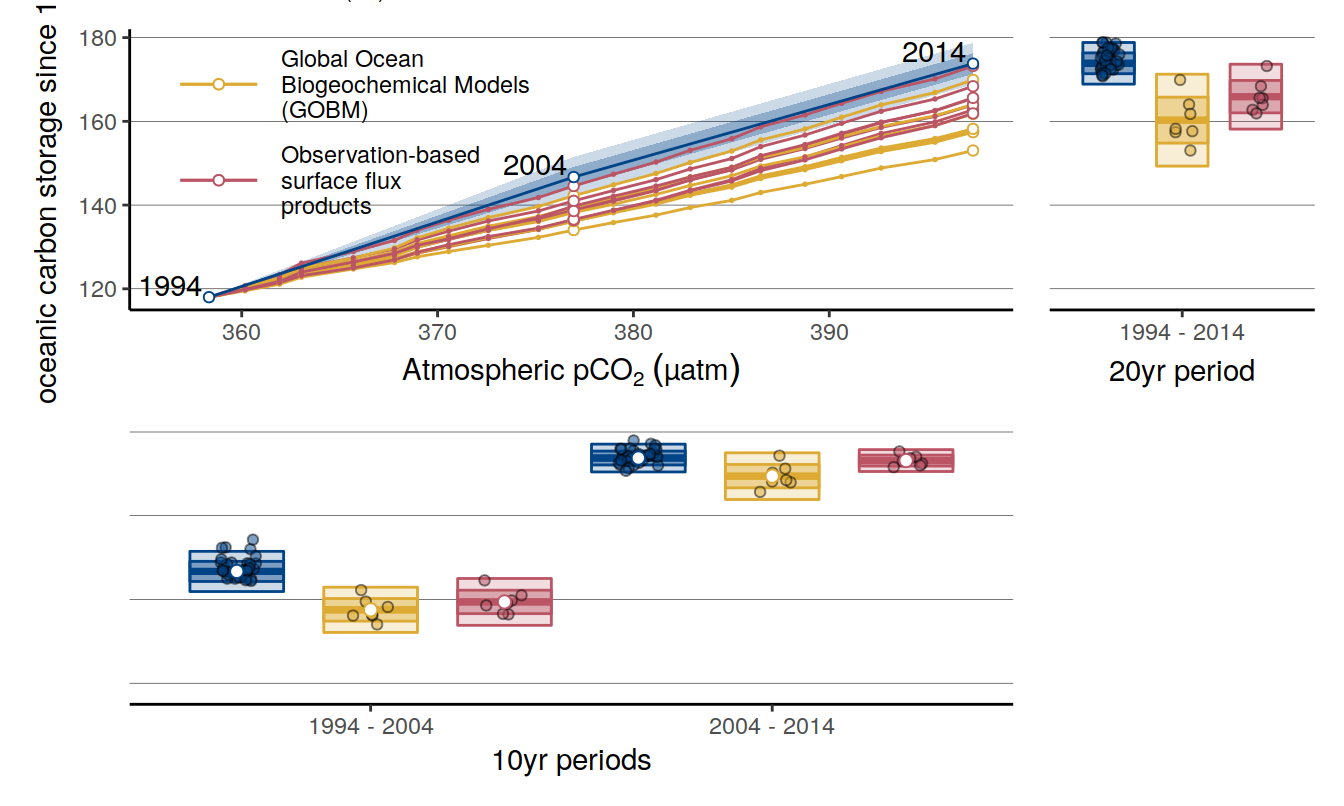 oceanic carbon storage since 1
180
160
140
120
Global Ocean
Biogeochemical Models
(GOBM)
Observation-based
surface flux
products
1994
2004
2014
360
370
380
390
Atmospheric pCO₂ (µatm)
1994 - 2014
20yr period
1994 - 2004
2004 - 2014
10yr periods